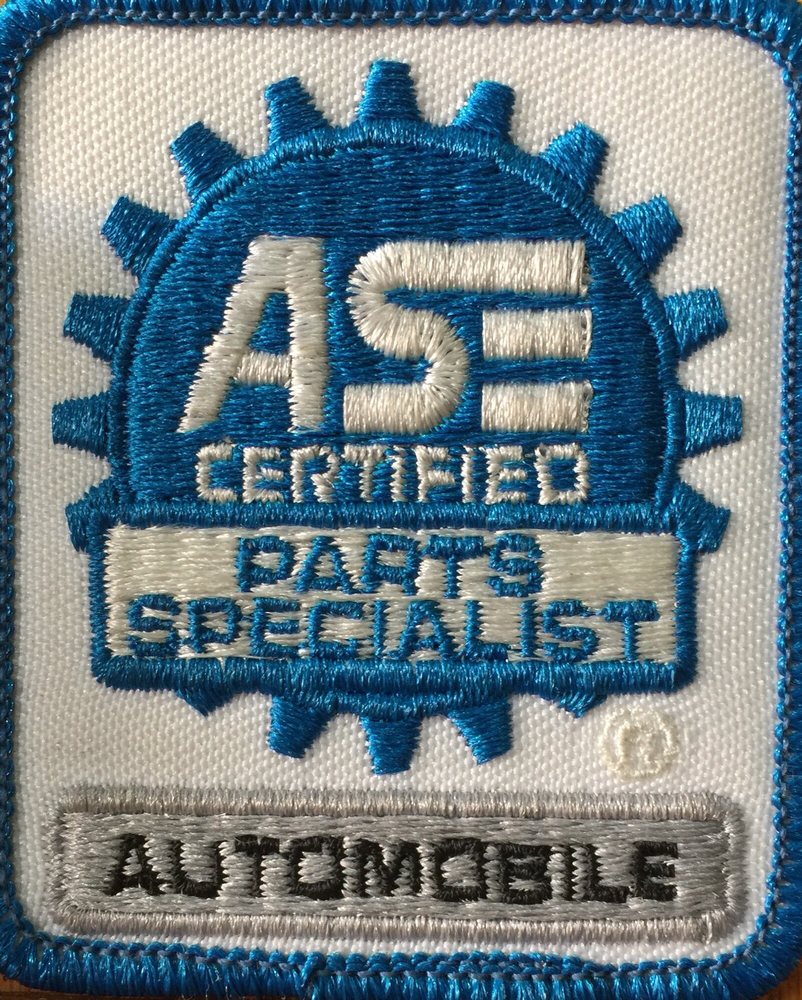 ASE
CERTIFIED
PARTS
SPECIALIST
®
AUTOMOBILE